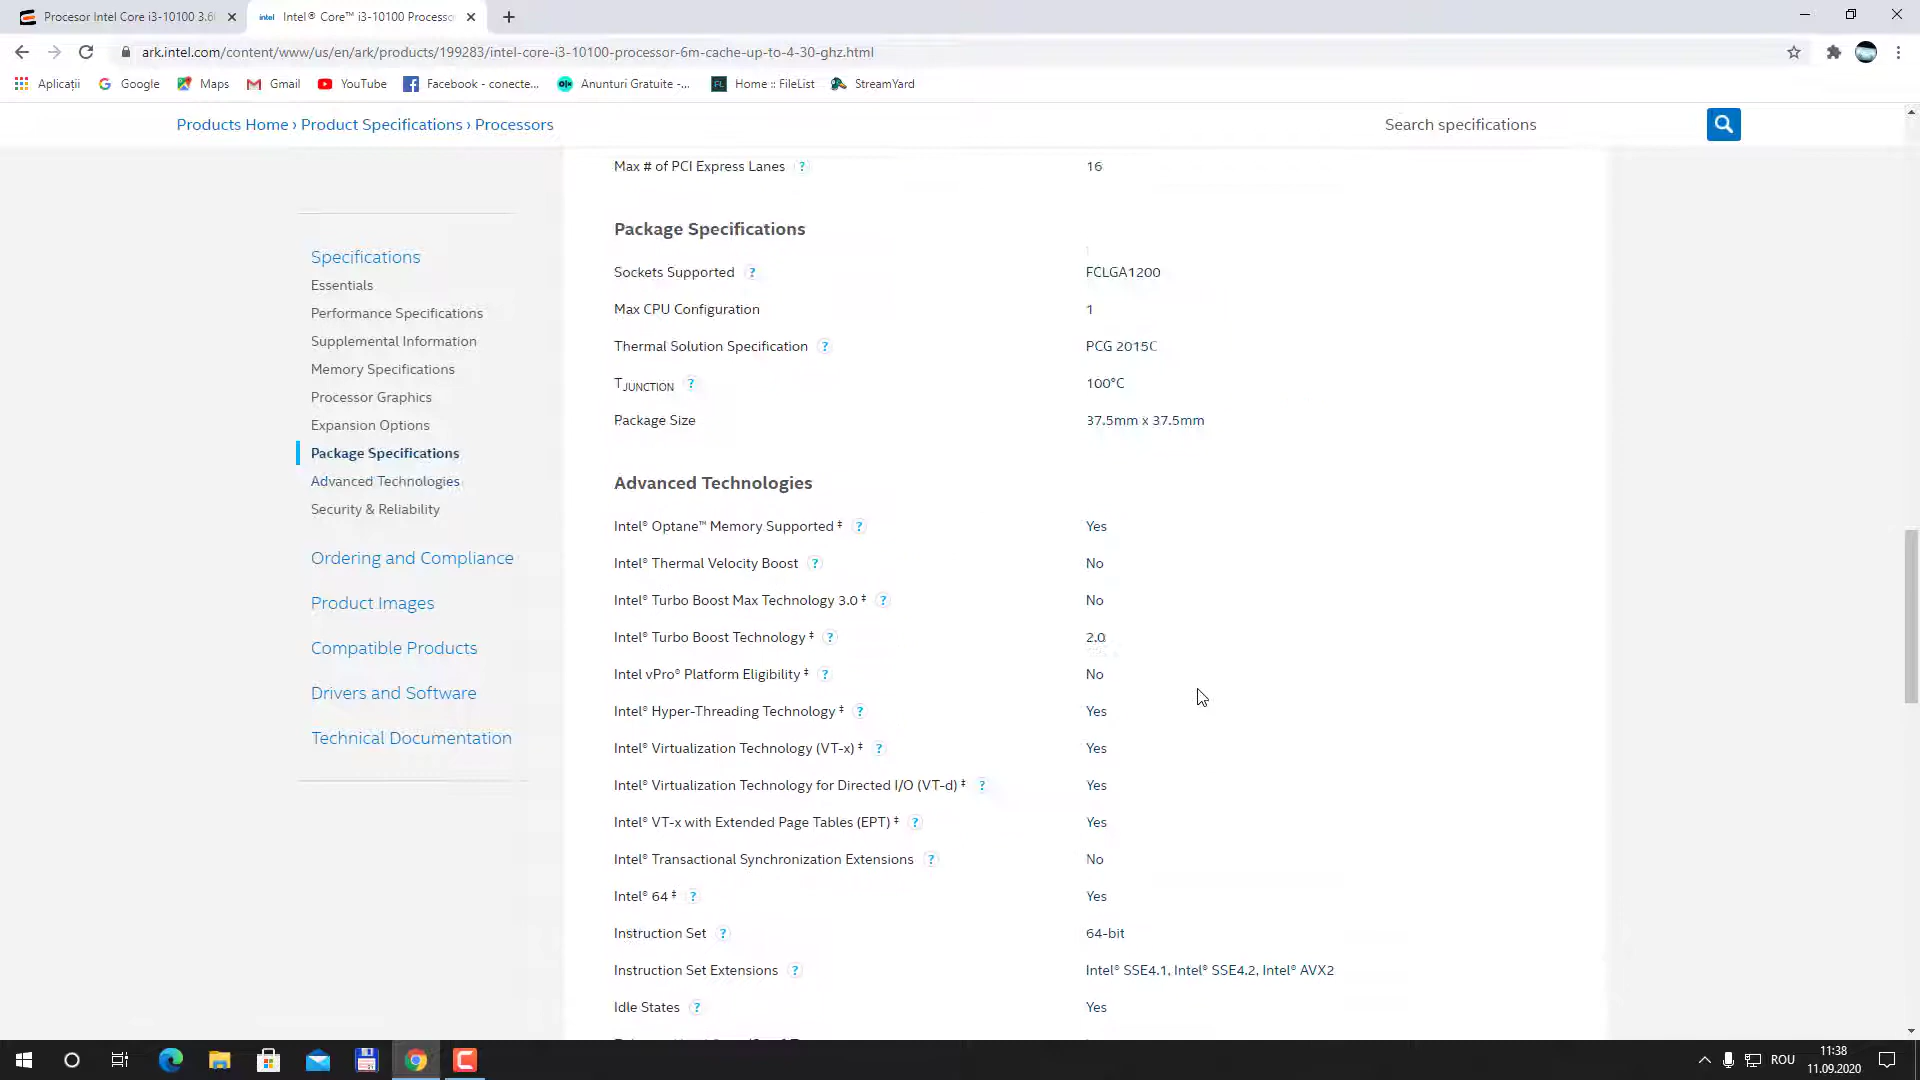 Procesor Intel Core i3-10100 3.6
intel Intel® Core™ i3-10100 Processo
ark.intel.com/content/www/us/en/ark/products/199283/intel-core-i3-10100-processor-6m-cache-up-to-4-30-ghz.html
Aplicații Google Maps Gmail YouTube Facebook - conecte... Anunturi Gratuite -... Home :: FileList StreamYard
Products Home › Product Specifications › Processors
Search specifications
Max # of PCI Express Lanes ? 16
Package Specifications
Sockets Supported ? FCLGA1200
Max CPU Configuration 1
Thermal Solution Specification ? PCG 2015C
TJUNCTION ? 100°C
Package Size 37.5mm x 37.5mm
Advanced Technologies
Intel® Optane™ Memory Supported ‡ ? Yes
Intel® Thermal Velocity Boost ? No
Intel® Turbo Boost Max Technology 3.0 ‡ ? No
Intel® Turbo Boost Technology ‡ ? 2.0
Intel vPro® Platform Eligibility ‡ ? No
Intel® Hyper-Threading Technology ‡ ? Yes
Intel® Virtualization Technology (VT-x) ‡ ? Yes
Intel® Virtualization Technology for Directed I/O (VT-d) ‡ ? Yes
Intel® VT-x with Extended Page Tables (EPT) ‡ ? Yes
Intel® Transactional Synchronization Extensions ? No
Intel® 64 ‡ ? Yes
Instruction Set ? 64-bit
Instruction Set Extensions ? Intel® SSE4.1, Intel® SSE4.2, Intel® AVX2
Idle States ? Yes
Specifications
Essentials
Performance Specifications
Supplemental Information
Memory Specifications
Processor Graphics
Expansion Options
Package Specifications
Advanced Technologies
Security & Reliability
Ordering and Compliance
Product Images
Compatible Products
Drivers and Software
Technical Documentation
ROU
11:38
11.09.2020